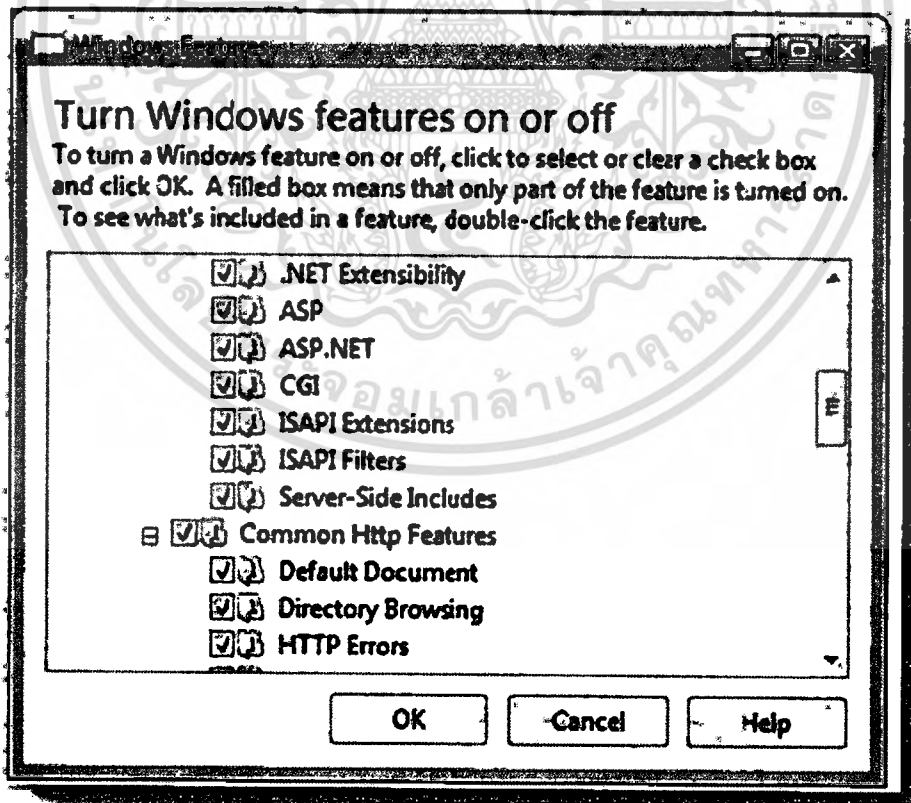 Windows Features
Turn Windows features on or off
To turn a Windows feature on or off, click to select or clear a check box
and click OK. A filled box means that only part of the feature is turned on.
To see what's included in a feature, double-click the feature.
.NET Extensibility
ASP
ASP.NET
CGI
ISAPI Extensions
ISAPI Filters
Server-Side Includes
Common Http Features
Default Document
Directory Browsing
HTTP Errors
OK Cancel Help